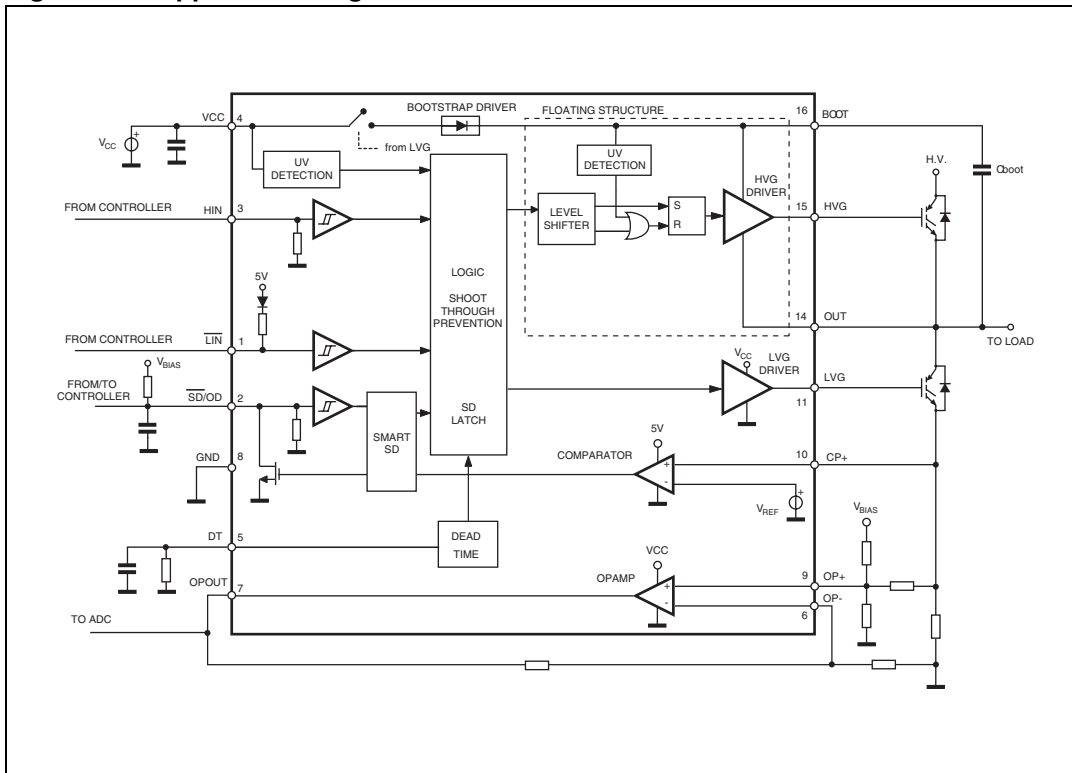 BOOTSTRAP DRIVER
FLOATING STRUCTURE
VCC
4
16
BOOT
VCC
+
from LVG
UV
DETECTION
UV
DETECTION
H.V.
Cboot
HVG
DRIVER
FROM CONTROLLER
HIN
3
LEVEL
SHIFTER
S
R
15
HVG
5V
LOGIC
SHOOT
THROUGH
PREVENTION
14
OUT
TO LOAD
FROM CONTROLLER
LIN
1
VBIAS
VCC
LVG
DRIVER
LVG
11
FROM/TO
CONTROLLER
SD/OD
2
SD
LATCH
SMART
SD
5V
GND
8
COMPARATOR
+
-
10
CP+
VREF
+
VBIAS
DT
5
DEAD
TIME
VCC
OPOUT
7
OPAMP
+
-
9
OP+
OP-
6
TO ADC